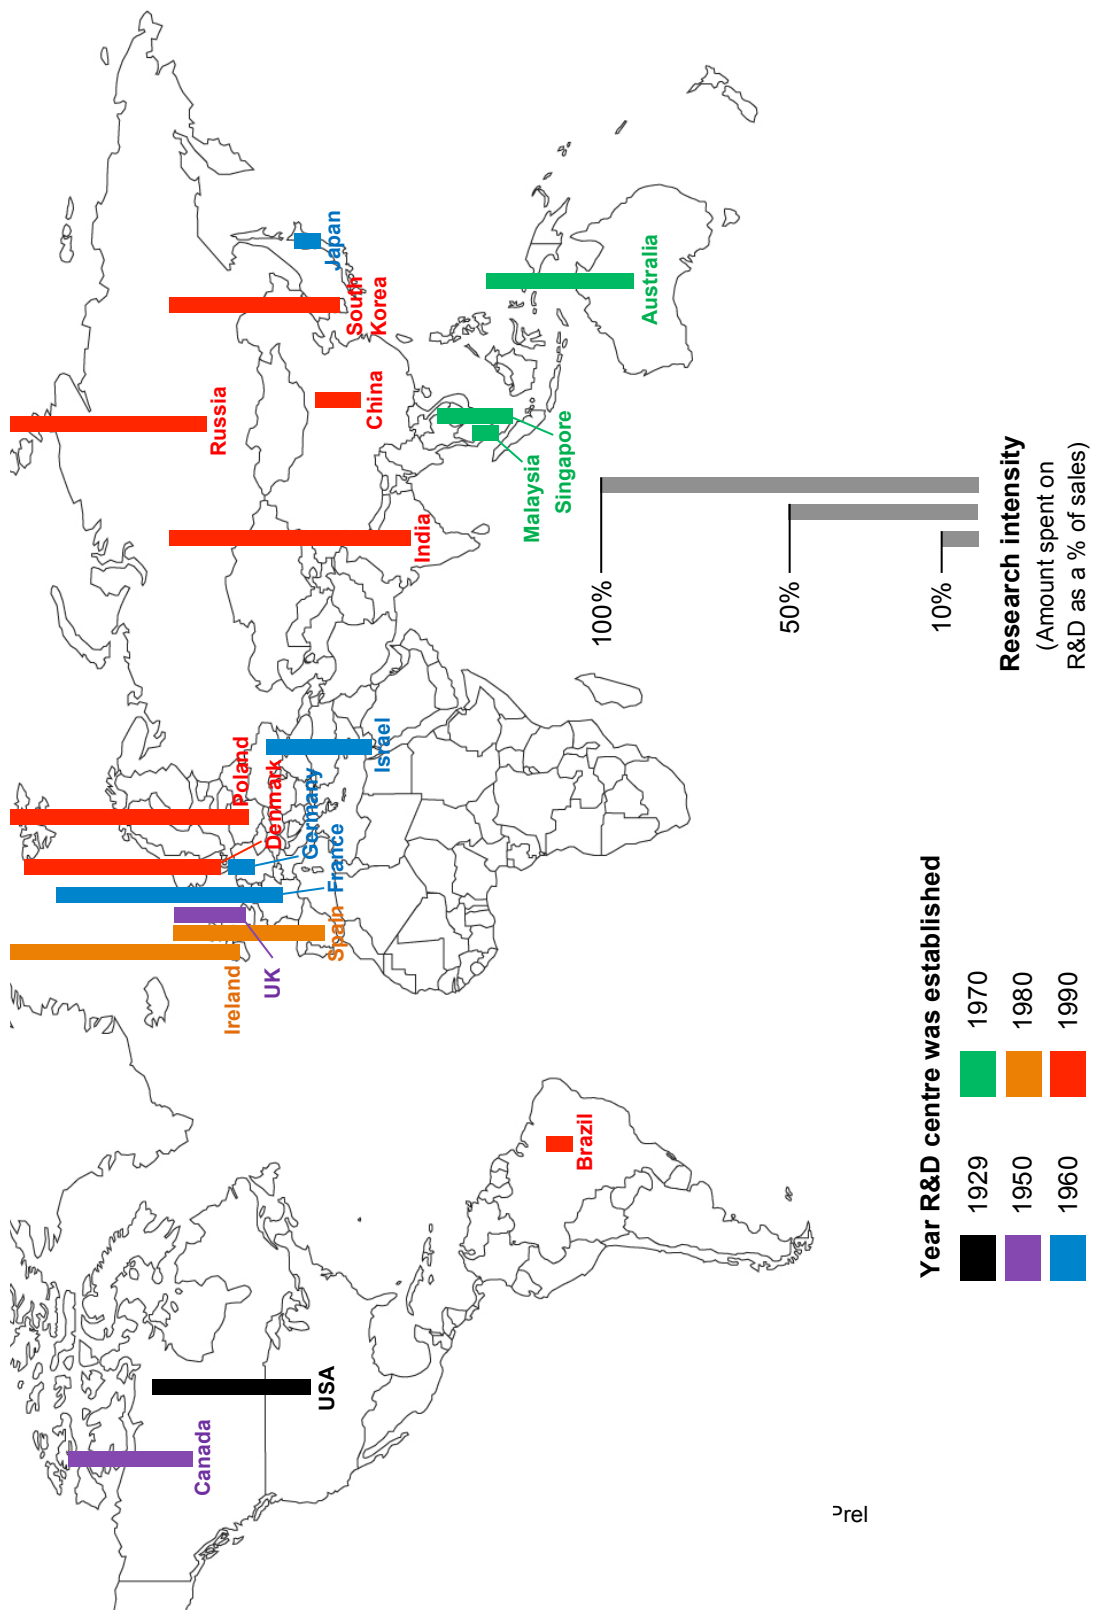 Russia
South
Korea
Japan
China
India
Malaysia
Singapore
Australia
Poland
Denmark
Germany
France
Israel
Ireland
UK
Spain
Canada
USA
Brazil
100%
50%
10%
Research intensity
(Amount spent on
R&D as a % of sales)
Year R&D centre was established
1929 1970
1950 1980
1960 1990
Prel